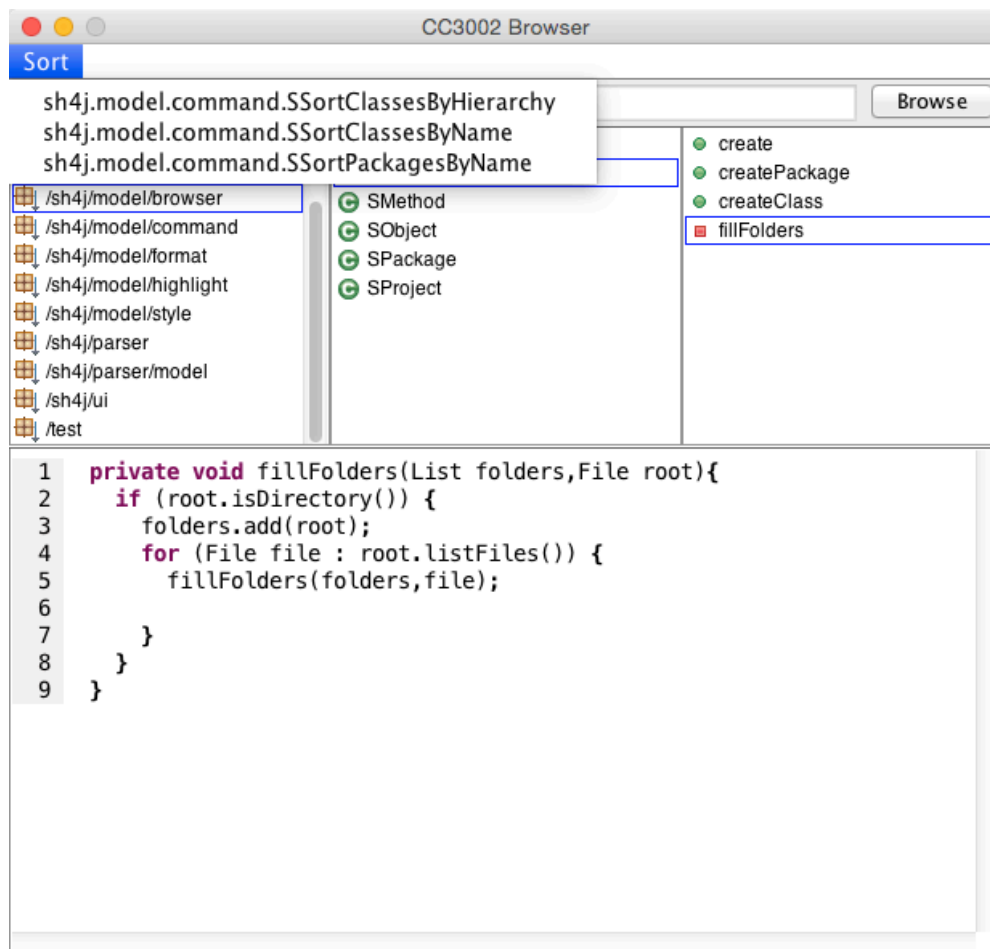 CC3002 Browser
Sort
sh4j.model.command.SSortClassesByHierarchy
sh4j.model.command.SSortClassesByName
sh4j.model.command.SSortPackagesByName
Browse
/sh4j/model/browser
/sh4j/model/command
/sh4j/model/format
/sh4j/model/highlight
/sh4j/model/style
/sh4j/parser
/sh4j/parser/model
/sh4j/ui
/test
SMethod
SObject
SPackage
SProject
create
createPackage
createClass
fillFolders
1 private void fillFolders(List folders,File root){
2 if (root.isDirectory()) {
3 folders.add(root);
4 for (File file : root.listFiles()) {
5 fillFolders(folders,file);
6
7 }
8 }
9 }